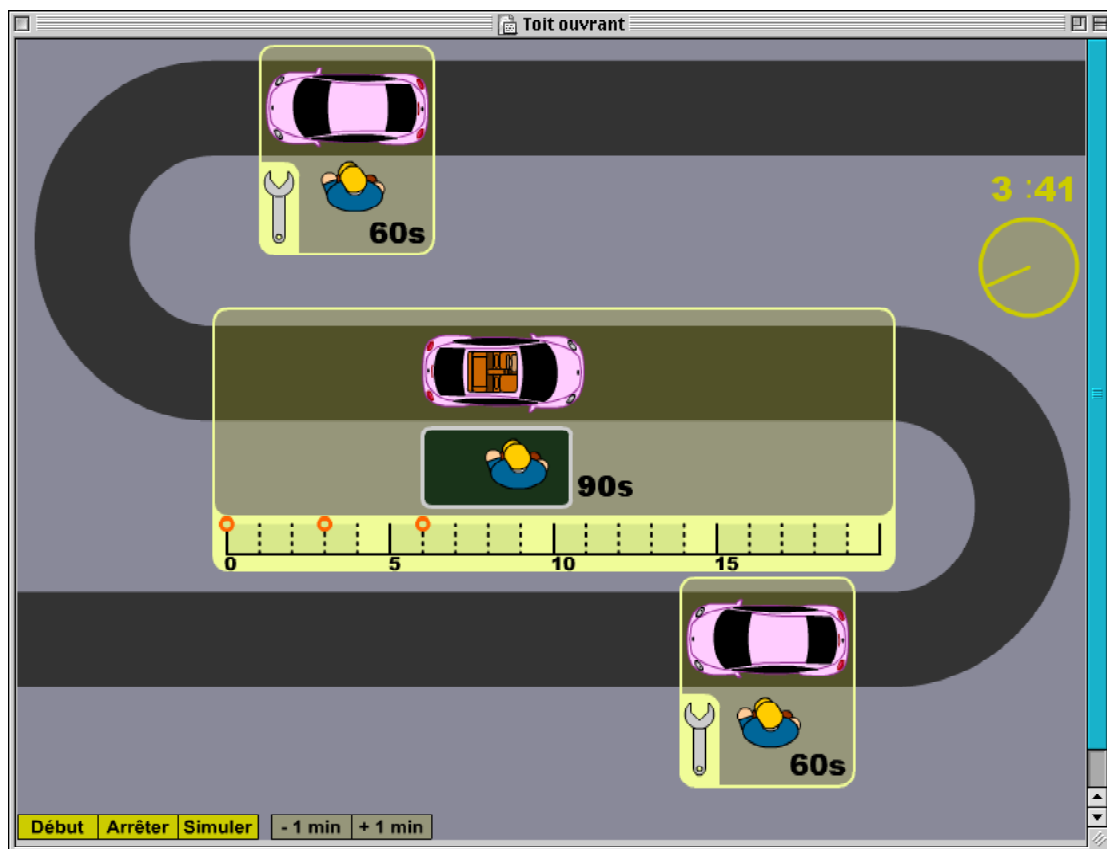 Toit ouvrant
60s
3 :41
90s
0 5 10 15
60s
Début Arrêter Simuler - 1 min + 1 min